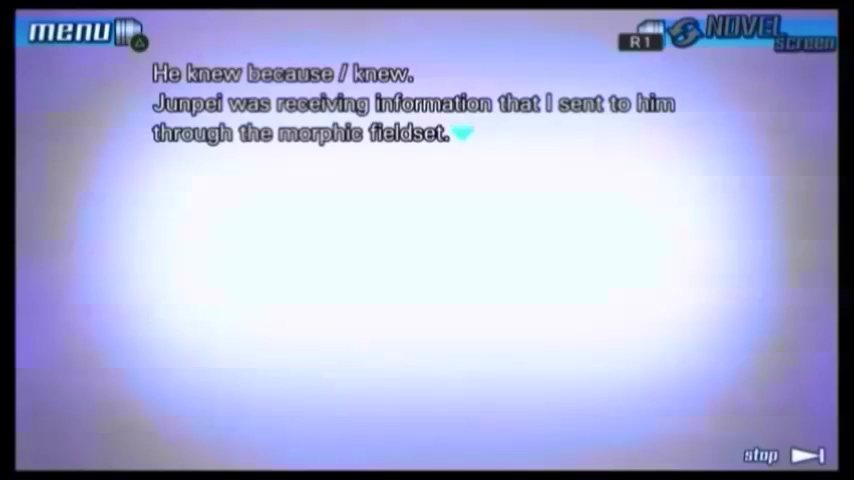 menu
R1
NOVEL
screen
He knew because I knew.
Junpei was receiving information that I sent to him
through the morphic fieldset.
stop